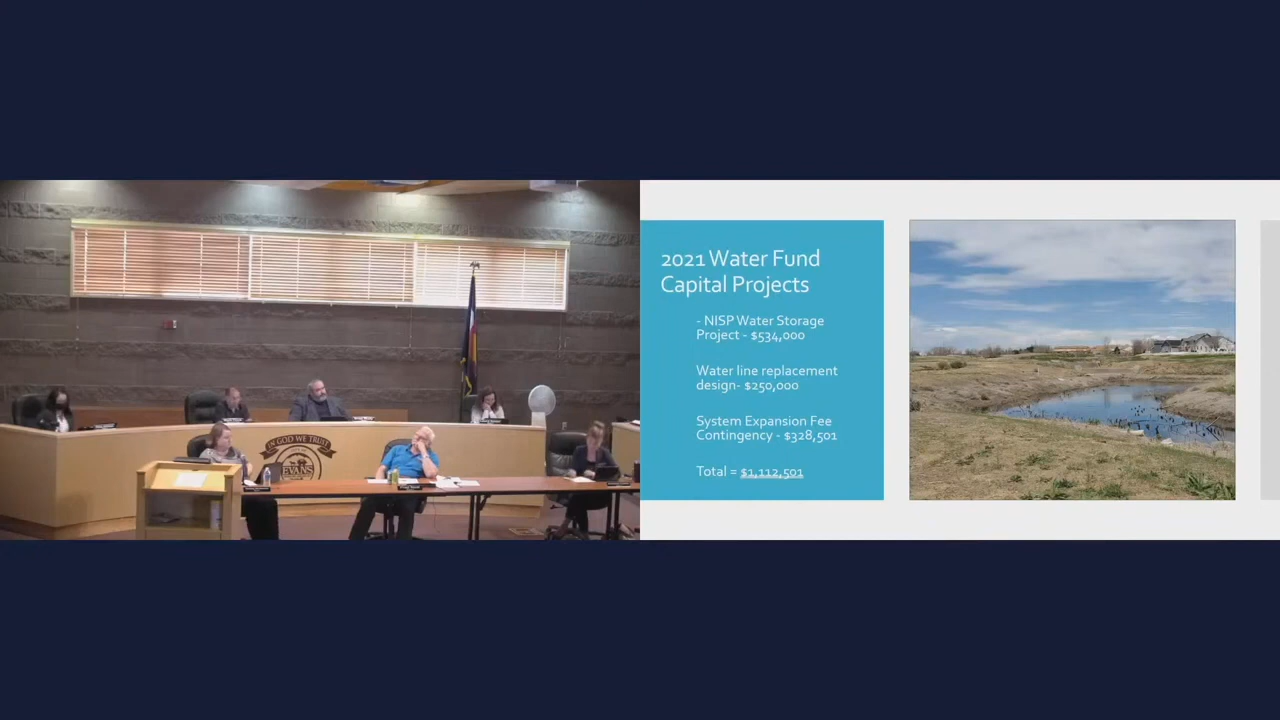 IN GOD WE TRUST
EVANS
2021 Water Fund
Capital Projects
- NISP Water Storage
Project - $534,000
Water line replacement
design- $250,000
System Expansion Fee
Contingency - $328,501
Total = $1,112,501